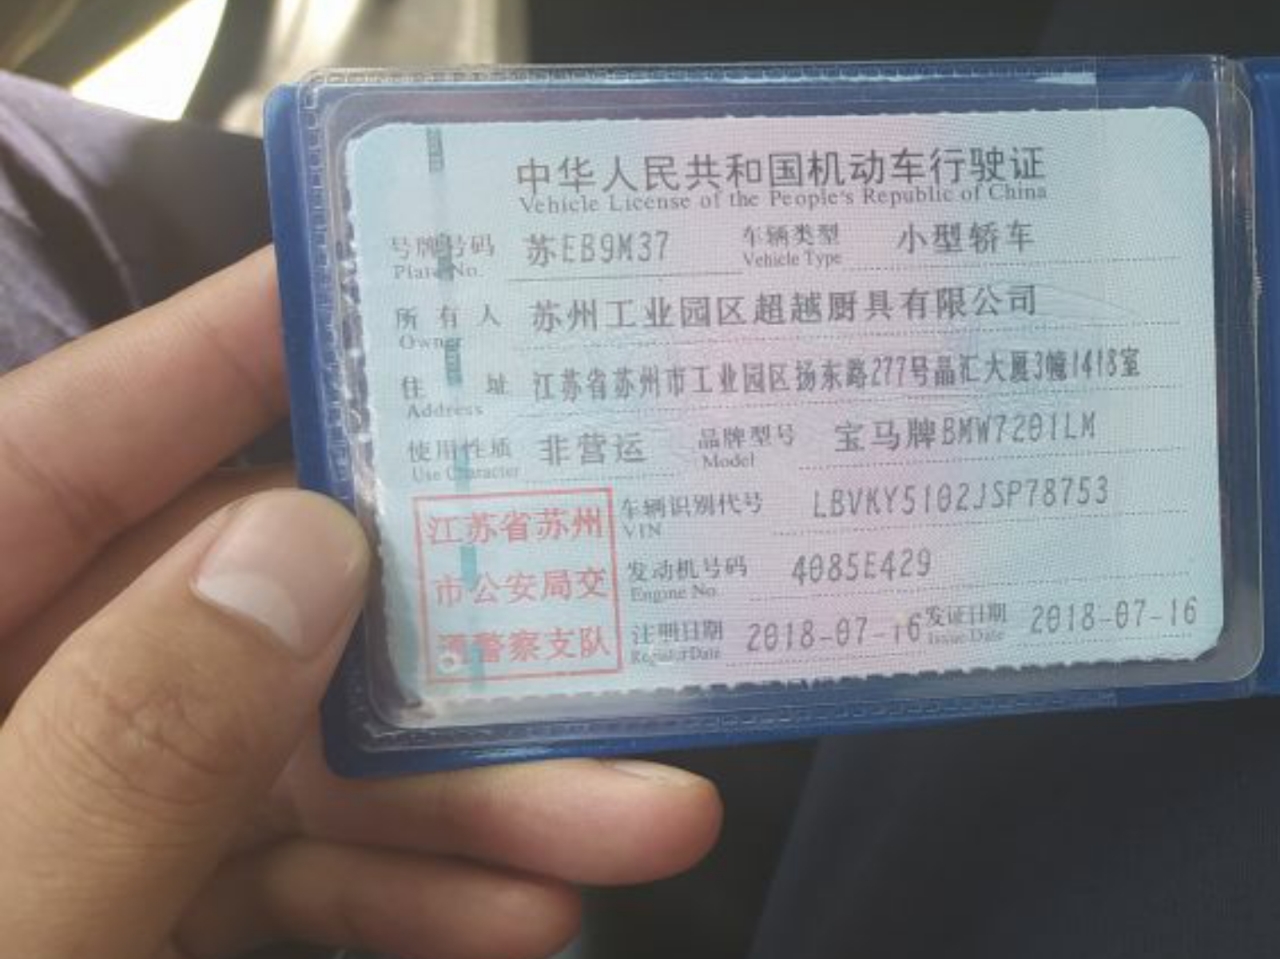 中华人民共和国机动车行驶证
Vehicle License of the People's Republic of China
号牌号码 苏EB9M37 车辆类型 小型轿车
Plate No. Vehicle Type
所有人 苏州工业园区超越厨具有限公司
Owner
住址 江苏省苏州市工业园区扬东路277号晶汇大厦3幢1418室
Address
使用性质 非营运 品牌型号 宝马牌BMW7201LM
Use Character Model
车辆识别代号 LBVKY5102JSP78753
VIN
发动机号码 4085E429
Engine No.
注册日期 2018-07-16 发证日期 2018-07-16
Register Date Issue Date
江苏省苏州
市公安局交
通警察支队